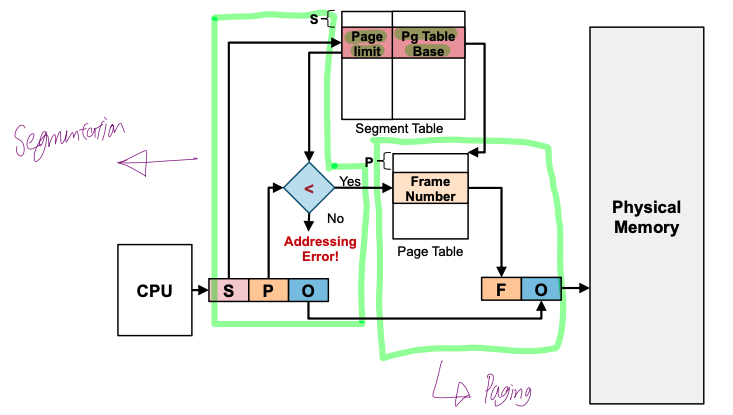 S
Page
limit
Pg Table
Base
Segment Table
Segmentation
P
<
Yes
Frame
Number
No
Addressing
Error!
Page Table
Physical
Memory
CPU
S P O
F O
Paging